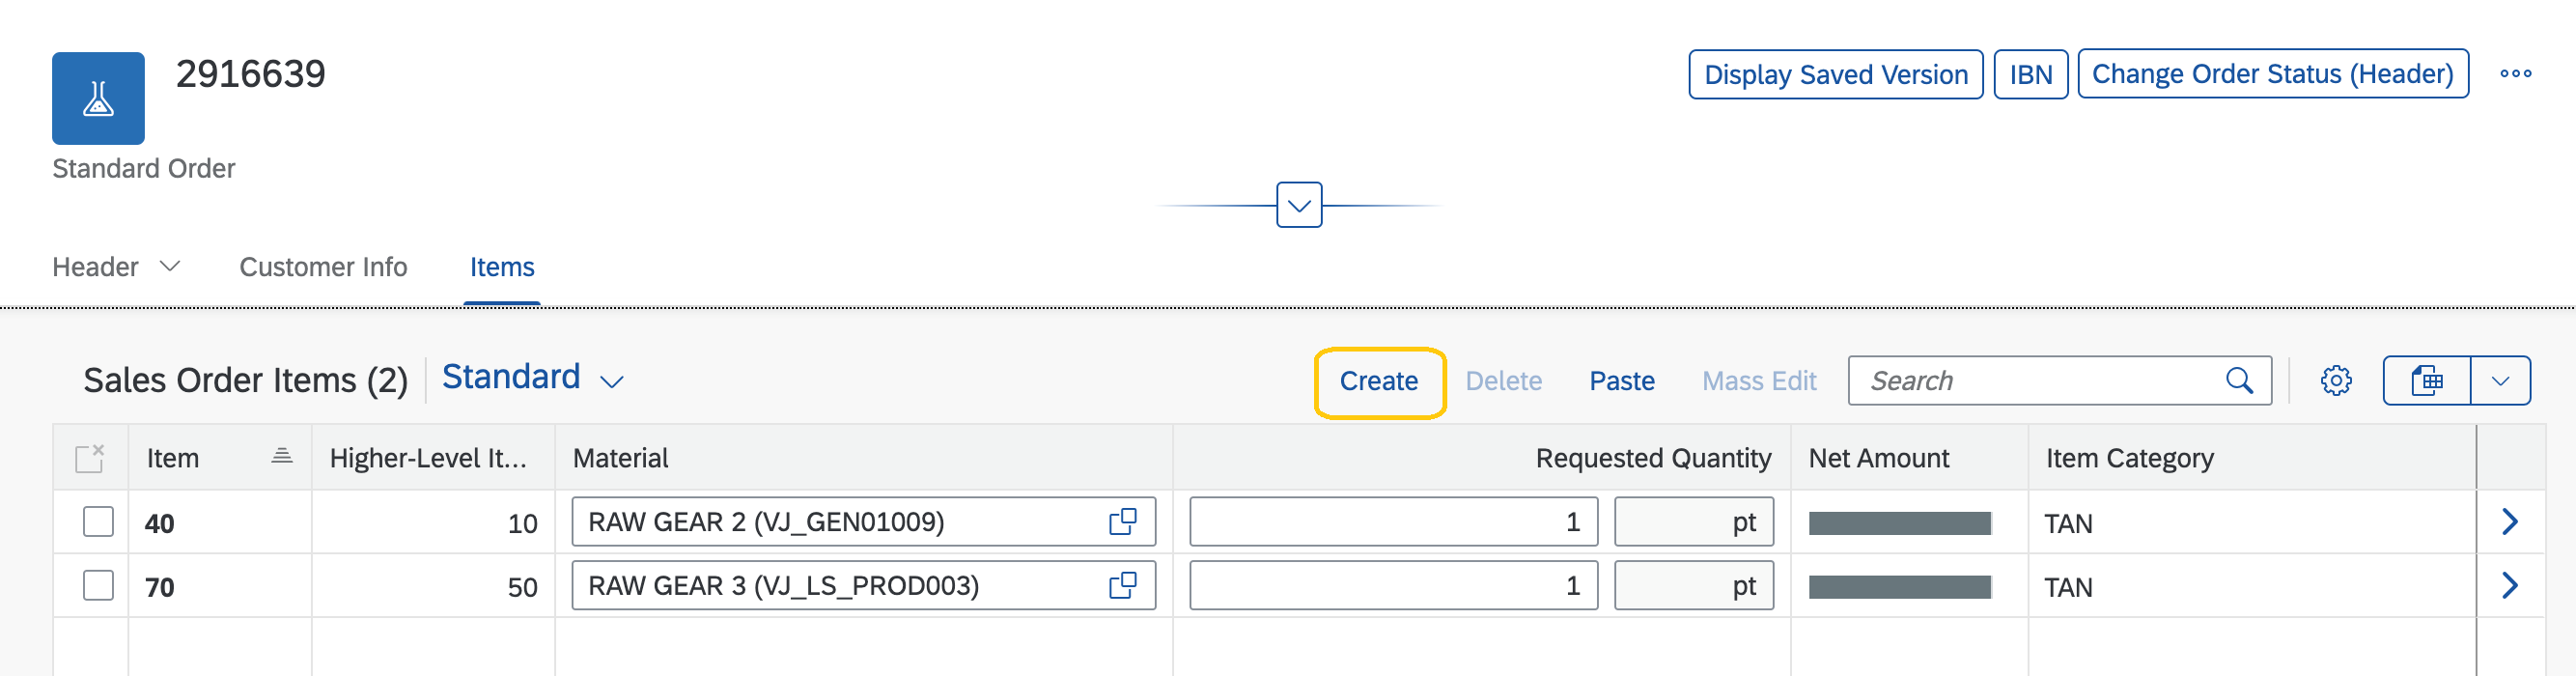 2916639
Display Saved Version IBN Change Order Status (Header)
Standard Order
Header Customer Info Items
Sales Order Items (2) Standard Create Delete Paste Mass Edit Search
Item Higher-Level It... Material Requested Quantity Net Amount Item Category
40 10 RAW GEAR 2 (VJ_GEN01009) 1 pt TAN
70 50 RAW GEAR 3 (VJ_LS_PROD003) 1 pt TAN